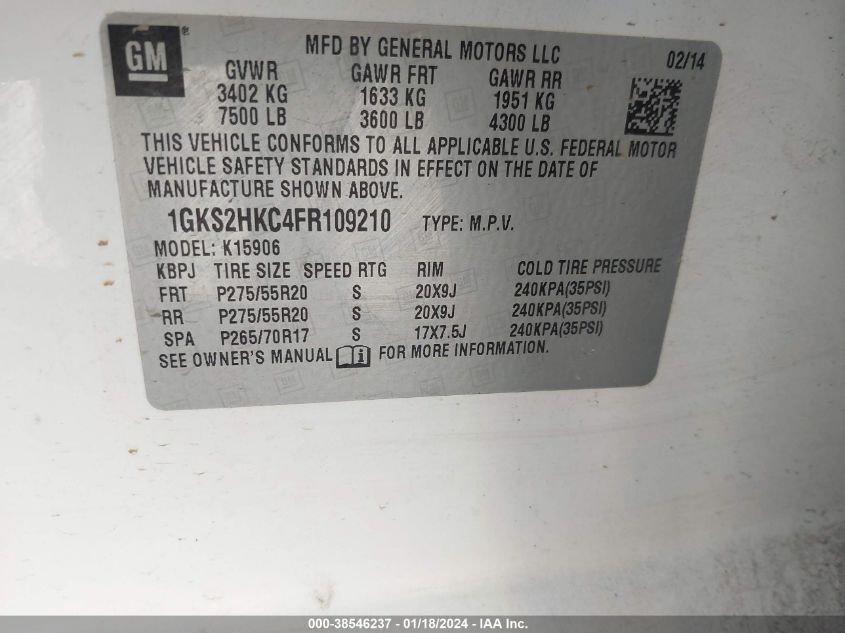 GM
MFD BY GENERAL MOTORS LLC 02/14
GVWR GAWR FRT GAWR RR
3402 KG 1633 KG 1951 KG
7500 LB 3600 LB 4300 LB
THIS VEHICLE CONFORMS TO ALL APPLICABLE U.S. FEDERAL MOTOR
VEHICLE SAFETY STANDARDS IN EFFECT ON THE DATE OF
MANUFACTURE SHOWN ABOVE.
1GKS2HKC4FR109210 TYPE: M.P.V.
MODEL: K15906
KBPJ TIRE SIZE SPEED RTG RIM COLD TIRE PRESSURE
FRT P275/55R20 S 20X9J 240KPA(35PSI)
RR P275/55R20 S 20X9J 240KPA(35PSI)
SPA P265/70R17 S 17X7.5J 240KPA(35PSI)
SEE OWNER'S MANUAL FOR MORE INFORMATION.
000-38546237 - 01/18/2024 - IAA Inc.